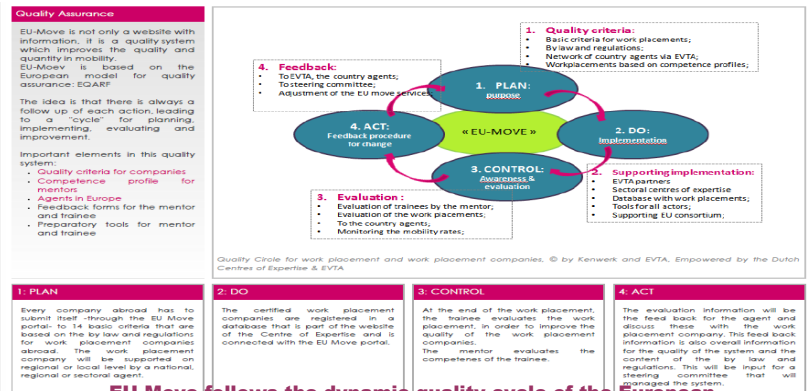 Quality Assurance
EU-Move is not only a website with
information, it is a quality system
which improves the quality and
quantity in mobility.
EU-Moev is based on the
European model for quality
assurance: EQARF
The idea is that there is always a
follow up of each action, leading
to a "cycle" for planning,
implementing, evaluating and
improvement.
Important elements in this quality
system:
• Quality criteria for companies
• Competence profile for
mentors
• Agents in Europe
• Feedback forms for the mentor
and trainee
• Preparatory tools for mentor
and trainee
1. Quality criteria:
• Basic criteria for work placements;
• By law and regulations;
• Network of country agents via EVTA;
• Workplacements based on competence profiles;
4. Feedback:
• To EVTA, the country agents;
• To steering committee;
• Adjustment of the EU move services;
1. PLAN:
purpose
4. ACT:
Feedback procedure
for change
« EU-MOVE »
2. DO:
Implementation
3. CONTROL:
Awareness &
evaluation
2. Supporting implementation:
• EVTA partners
• Sectoral centres of expertise
• Database with work placements;
• Tools for all actors;
• Supporting EU consortium;
3. Evaluation :
• Evaluation of trainees by the mentor;
• Evaluation of the work placements;
• To the country agents;
• Monitoring the mobility rates;
Quality Circle for work placement and work placement companies, © by Kenwerk and EVTA, Empowered by the Dutch
Centres of Expertise & EVTA
1: PLAN
Every company abroad has to
submit itself -through the EU Move
portal- to 14 basic criteria that are
based on the by law and regulations
for work placement companies
abroad. The work placement
company will be supported on
regional or local level by a national,
regional or sectoral agent.
2: DO
The certified work placement
companies are registered in a
database that is part of the website
of the Centre of Expertise and is
connected with the EU Move portal.
3: CONTROL
At the end of the work placement,
the trainee evaluates the work
placement, in order to improve the
quality of the work placement
companies.
The mentor evaluates the
competenes of the trainee.
4: ACT
The evaluation information will be
the feed back for the agent and
discuss these with the work
placement company. This feed back
information is also overall information
for the quality of the system and the
content of the by law and
regulations. This will be input for a
steering committee that will
managed the system.
EU Move follows the dynamic quality cycle of the European